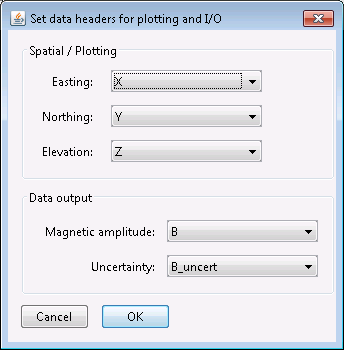 Set data headers for plotting and I/O
Spatial / Plotting
Easting: X
Northing: Y
Elevation: Z
Data output
Magnetic amplitude: B
Uncertainty: B_uncert
Cancel OK